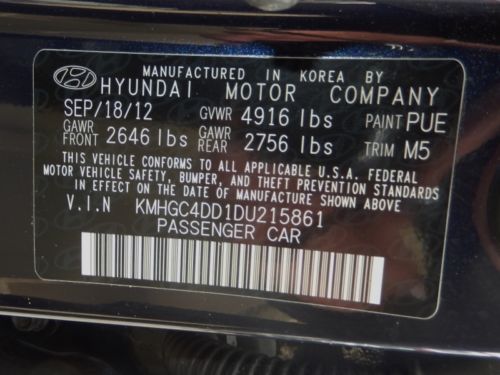 MANUFACTURED IN KOREA BY
HYUNDAI MOTOR COMPANY
SEP/18/12 GVWR 4916 lbs PAINT PUE
GAWR FRONT 2646 lbs GAWR REAR 2756 lbs TRIM M5
THIS VEHICLE CONFORMS TO ALL APPLICABLE U.S.A. FEDERAL
MOTOR VEHICLE SAFETY, BUMPER, AND THEFT PREVENTION STANDARDS
IN EFFECT ON THE DATE OF MANUFACTURE SHOWN ABOVE.
V.I.N KMHGC4DD1DU215861
PASSENGER CAR